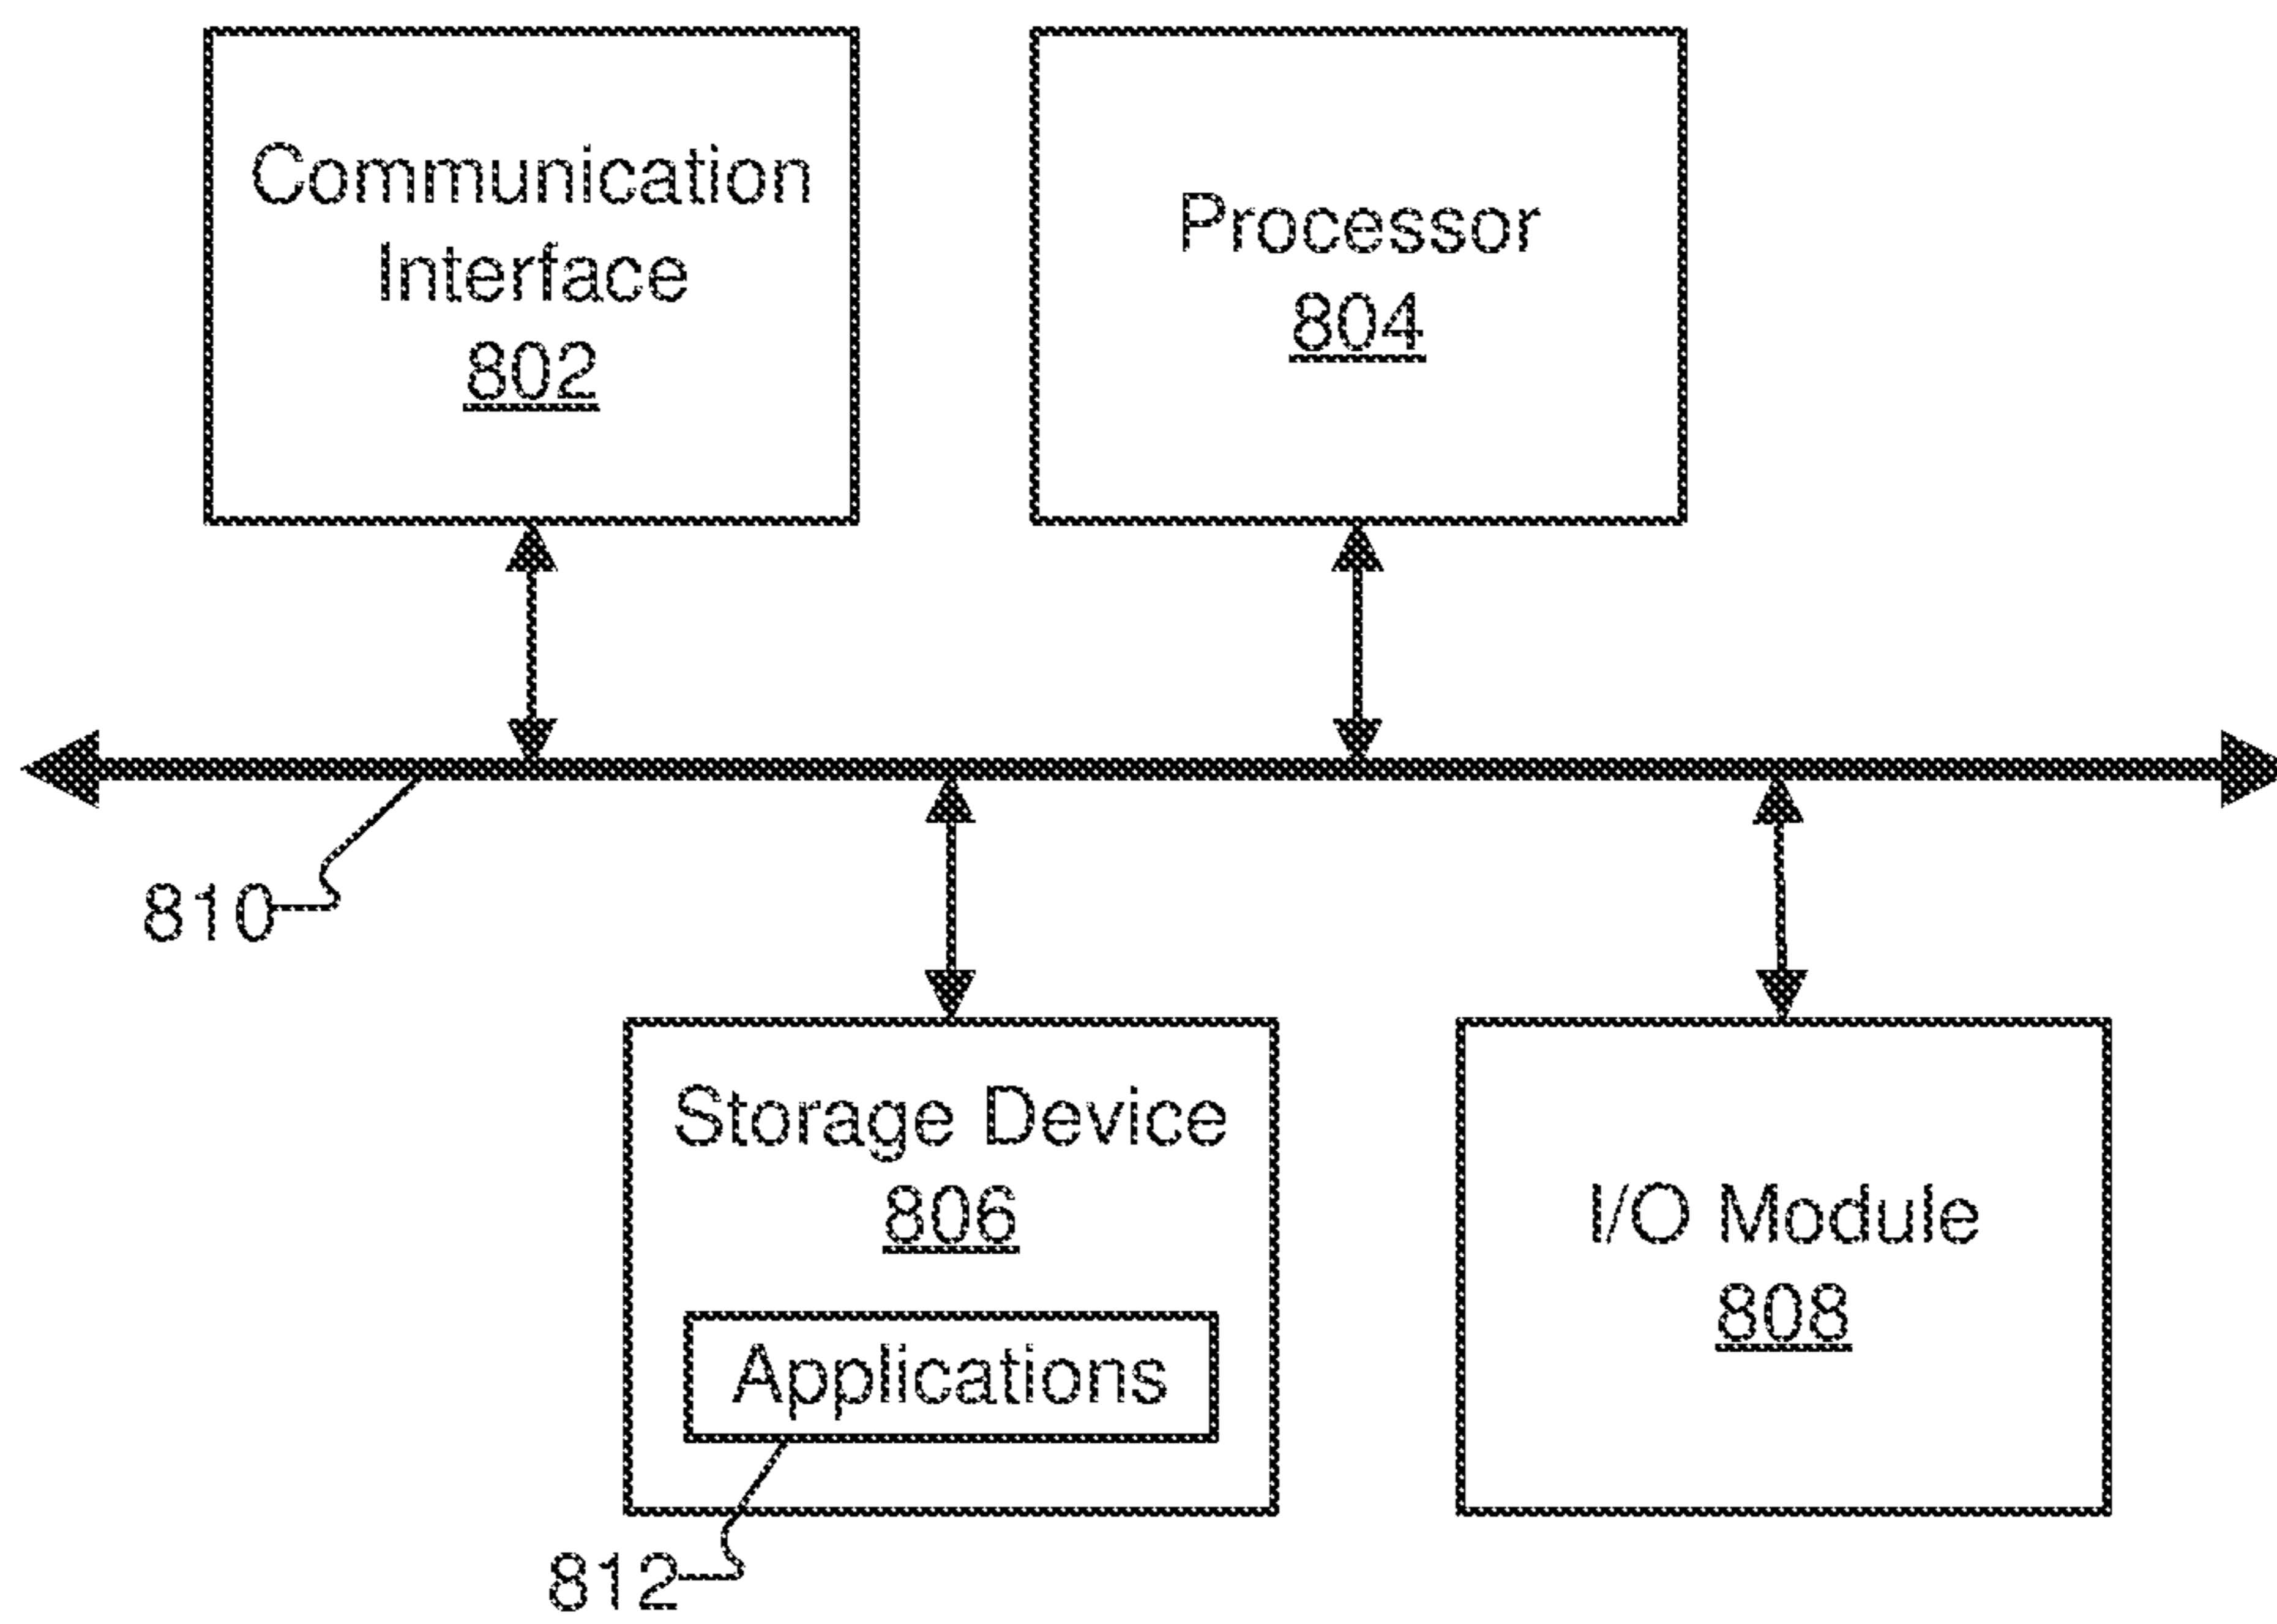 Communication
Interface
802
Processor
804
810
Storage Device
806
Applications
812
I/O Module
808